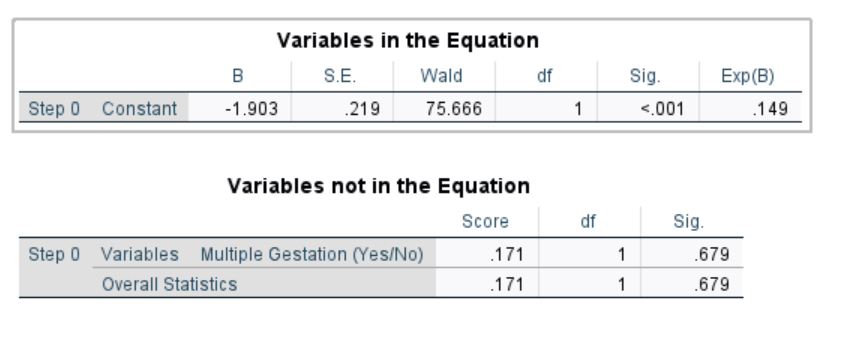 Variables in the Equation
B S.E. Wald df Sig. Exp(B)
Step 0 Constant -1.903 .219 75.666 1 <.001 .149
Variables not in the Equation
Score df Sig.
Step 0 Variables Multiple Gestation (Yes/No) .171 1 .679
Overall Statistics .171 1 .679